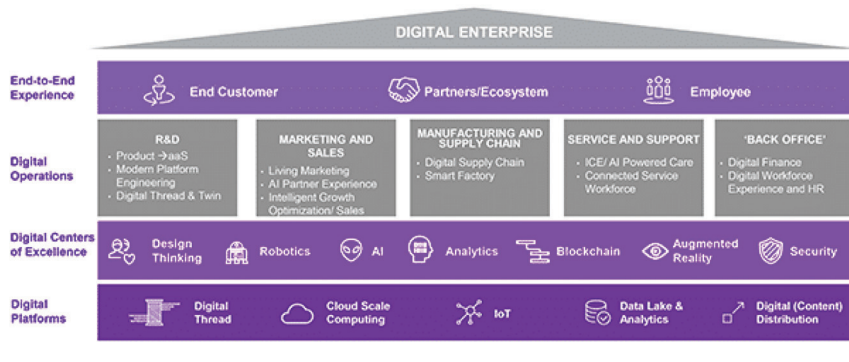 DIGITAL ENTERPRISE
End-to-End
Experience
End Customer
Partners/Ecosystem
Employee
Digital
Operations
R&D
• Product →aaS
• Modern Platform
Engineering
• Digital Thread & Twin
MARKETING AND
SALES
• Living Marketing
• AI Partner Experience
• Intelligent Growth
Optimization/ Sales
MANUFACTURING AND
SUPPLY CHAIN
• Digital Supply Chain
• Smart Factory
SERVICE AND SUPPORT
• ICE/ AI Powered Care
• Connected Service
Workforce
'BACK OFFICE'
• Digital Finance
• Digital Workforce
Experience and HR
Digital Centers
of Excellence
Design
Thinking
Robotics
AI
Analytics
Blockchain
Augmented
Reality
Security
Digital
Platforms
Digital
Thread
Cloud Scale
Computing
IoT
Data Lake &
Analytics
Digital (Content)
Distribution